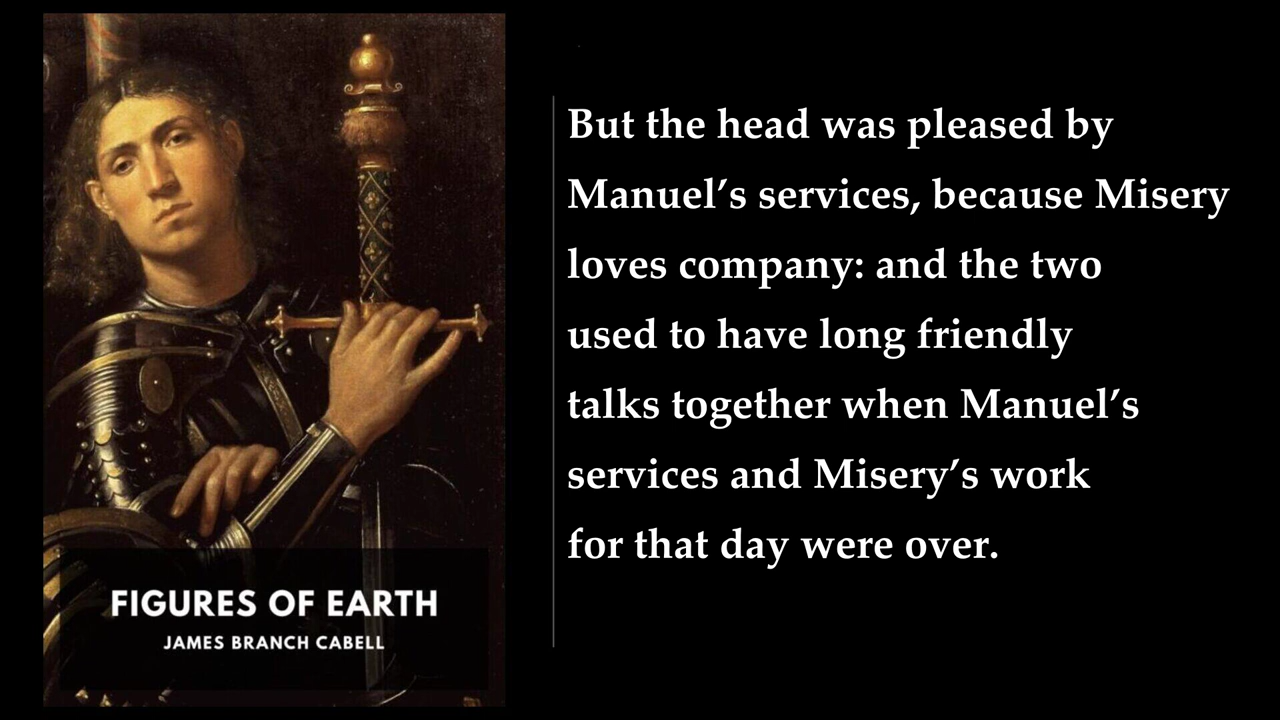 FIGURES OF EARTH
JAMES BRANCH CABELL
But the head was pleased by
Manuel’s services, because Misery
loves company: and the two
used to have long friendly
talks together when Manuel’s
services and Misery’s work
for that day were over.